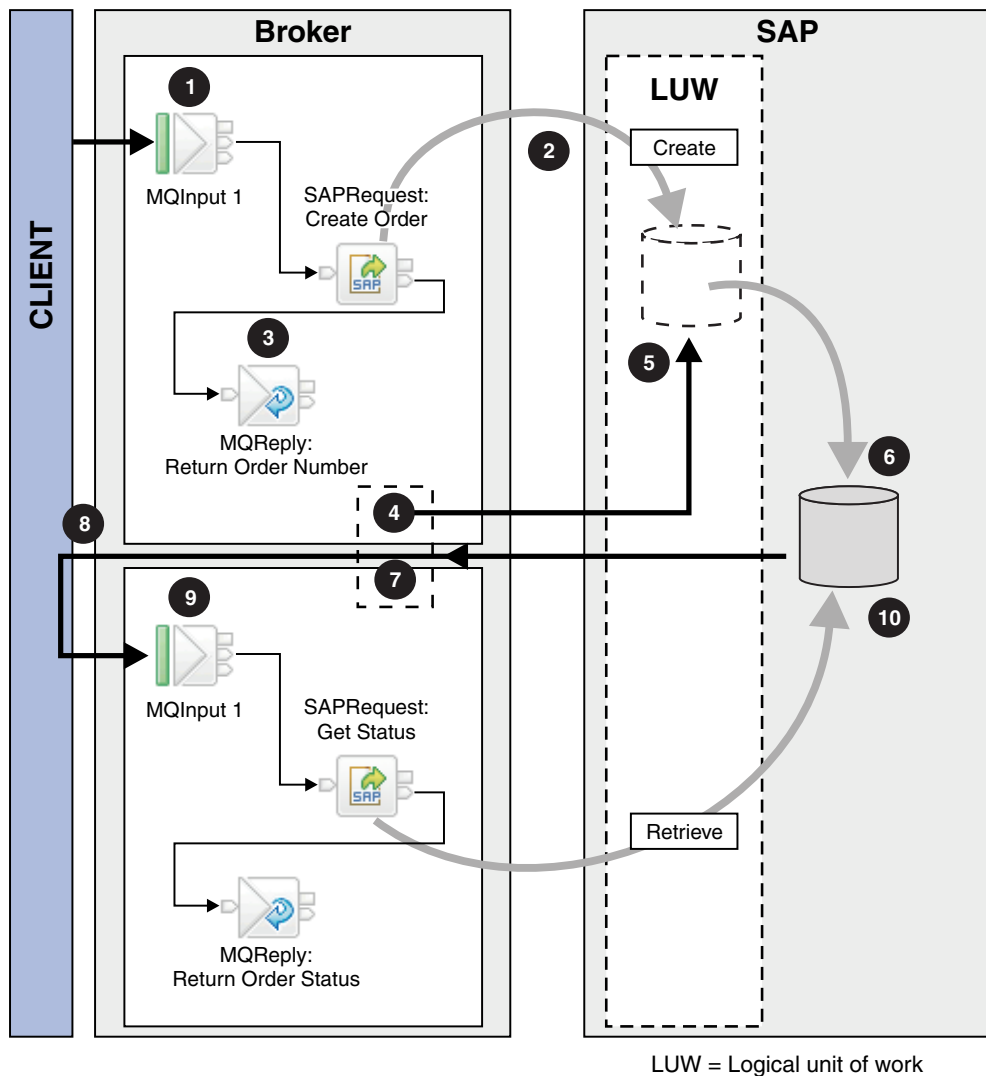 Broker
SAP
CLIENT
LUW
1
MQInput 1
SAPRequest:
Create Order
SAP
2
Create
3
MQReply:
Return Order Number
5
4
6
8
7
9
MQInput 1
10
SAPRequest:
Get Status
SAP
Retrieve
MQReply:
Return Order Status
LUW = Logical unit of work